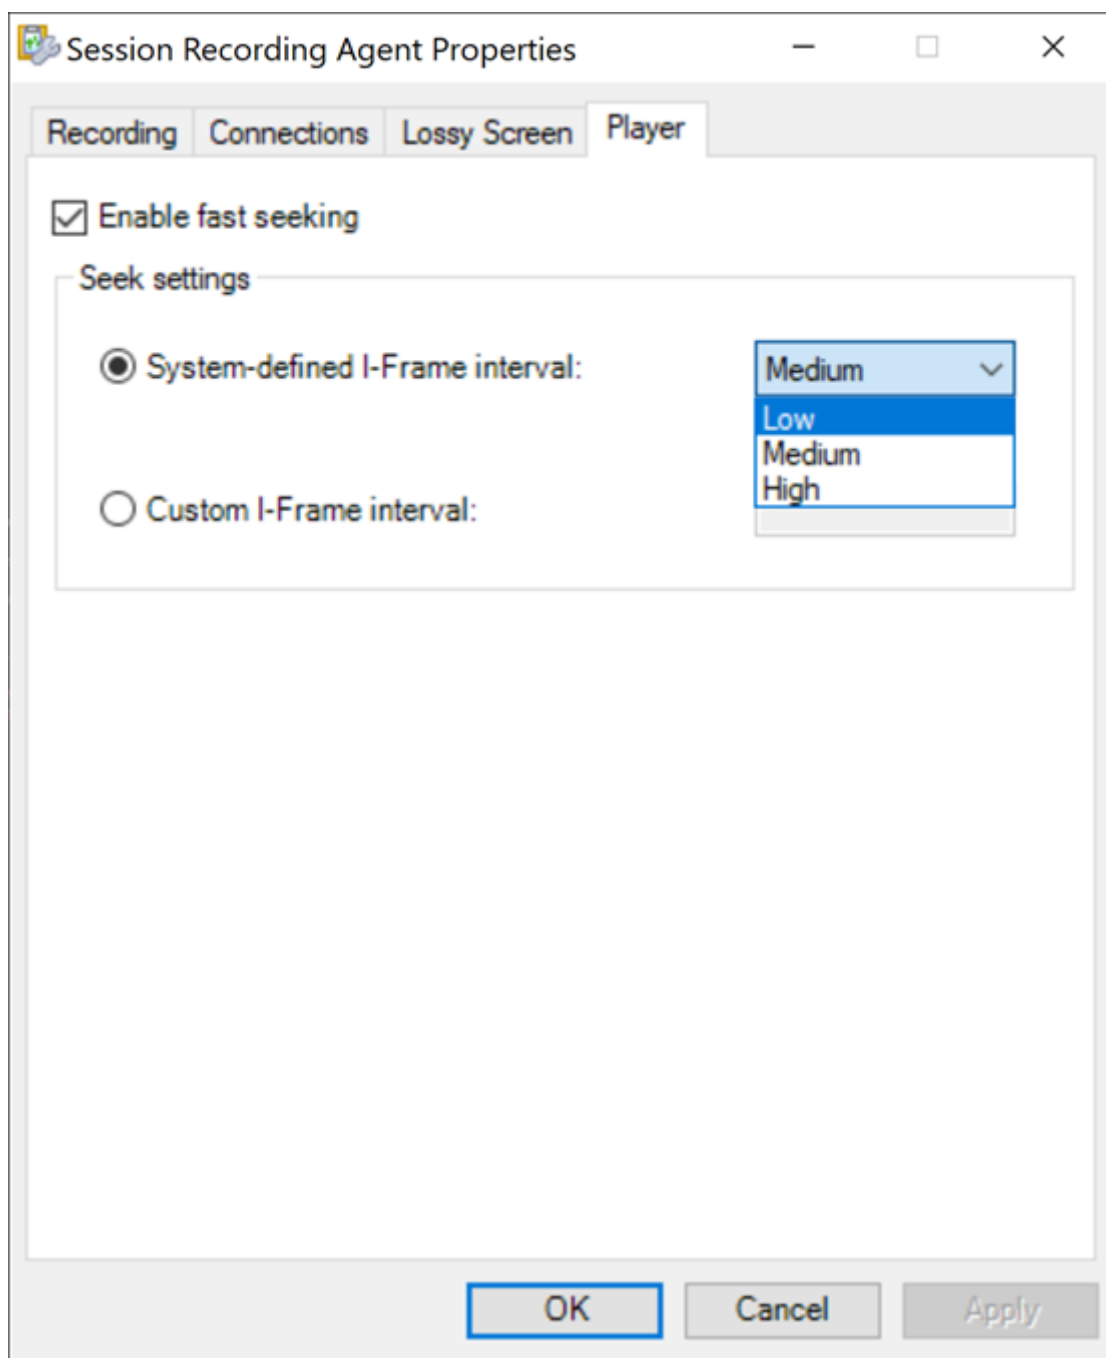 Session Recording Agent Properties
Recording Connections Lossy Screen Player
Enable fast seeking
Seek settings
System-defined I-Frame interval: Medium
Low
Medium
High
Custom I-Frame interval:
OK Cancel Apply